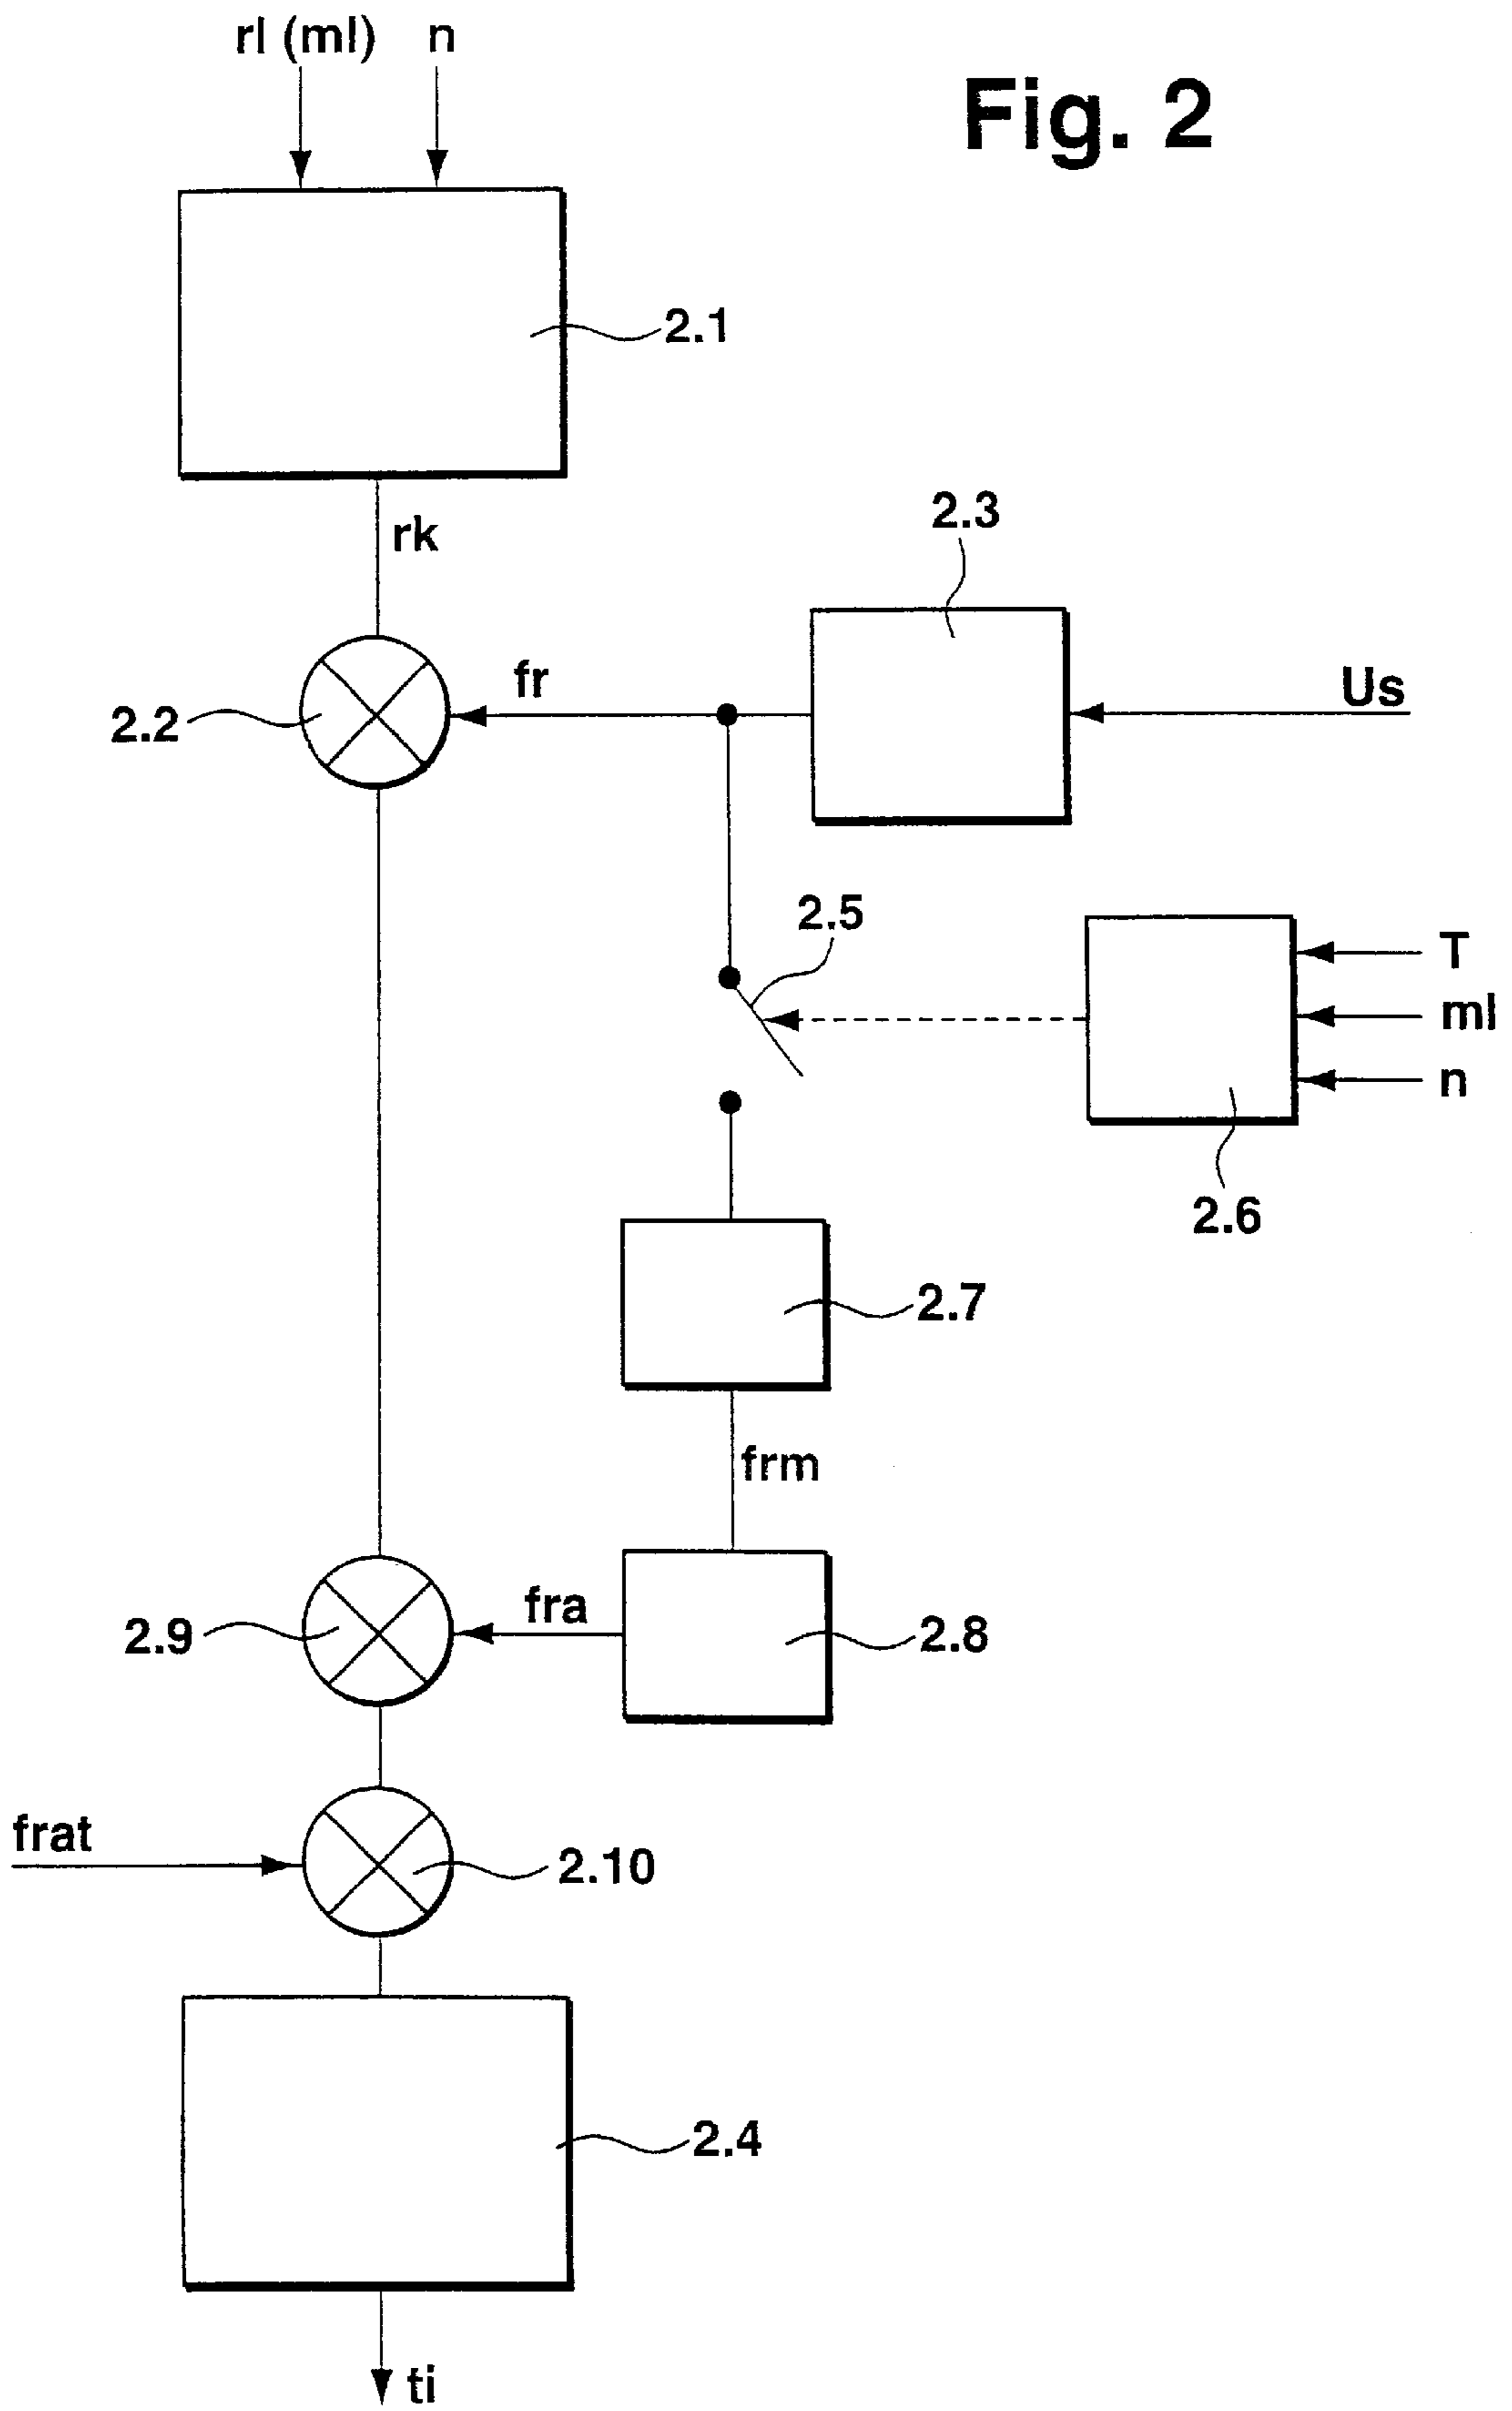 rl (ml) n
Fig. 2
2.1
rk
2.3
fr
Us
2.2
2.5
T
ml
n
2.6
2.7
frm
fra
2.9
2.8
frat
2.10
2.4
ti